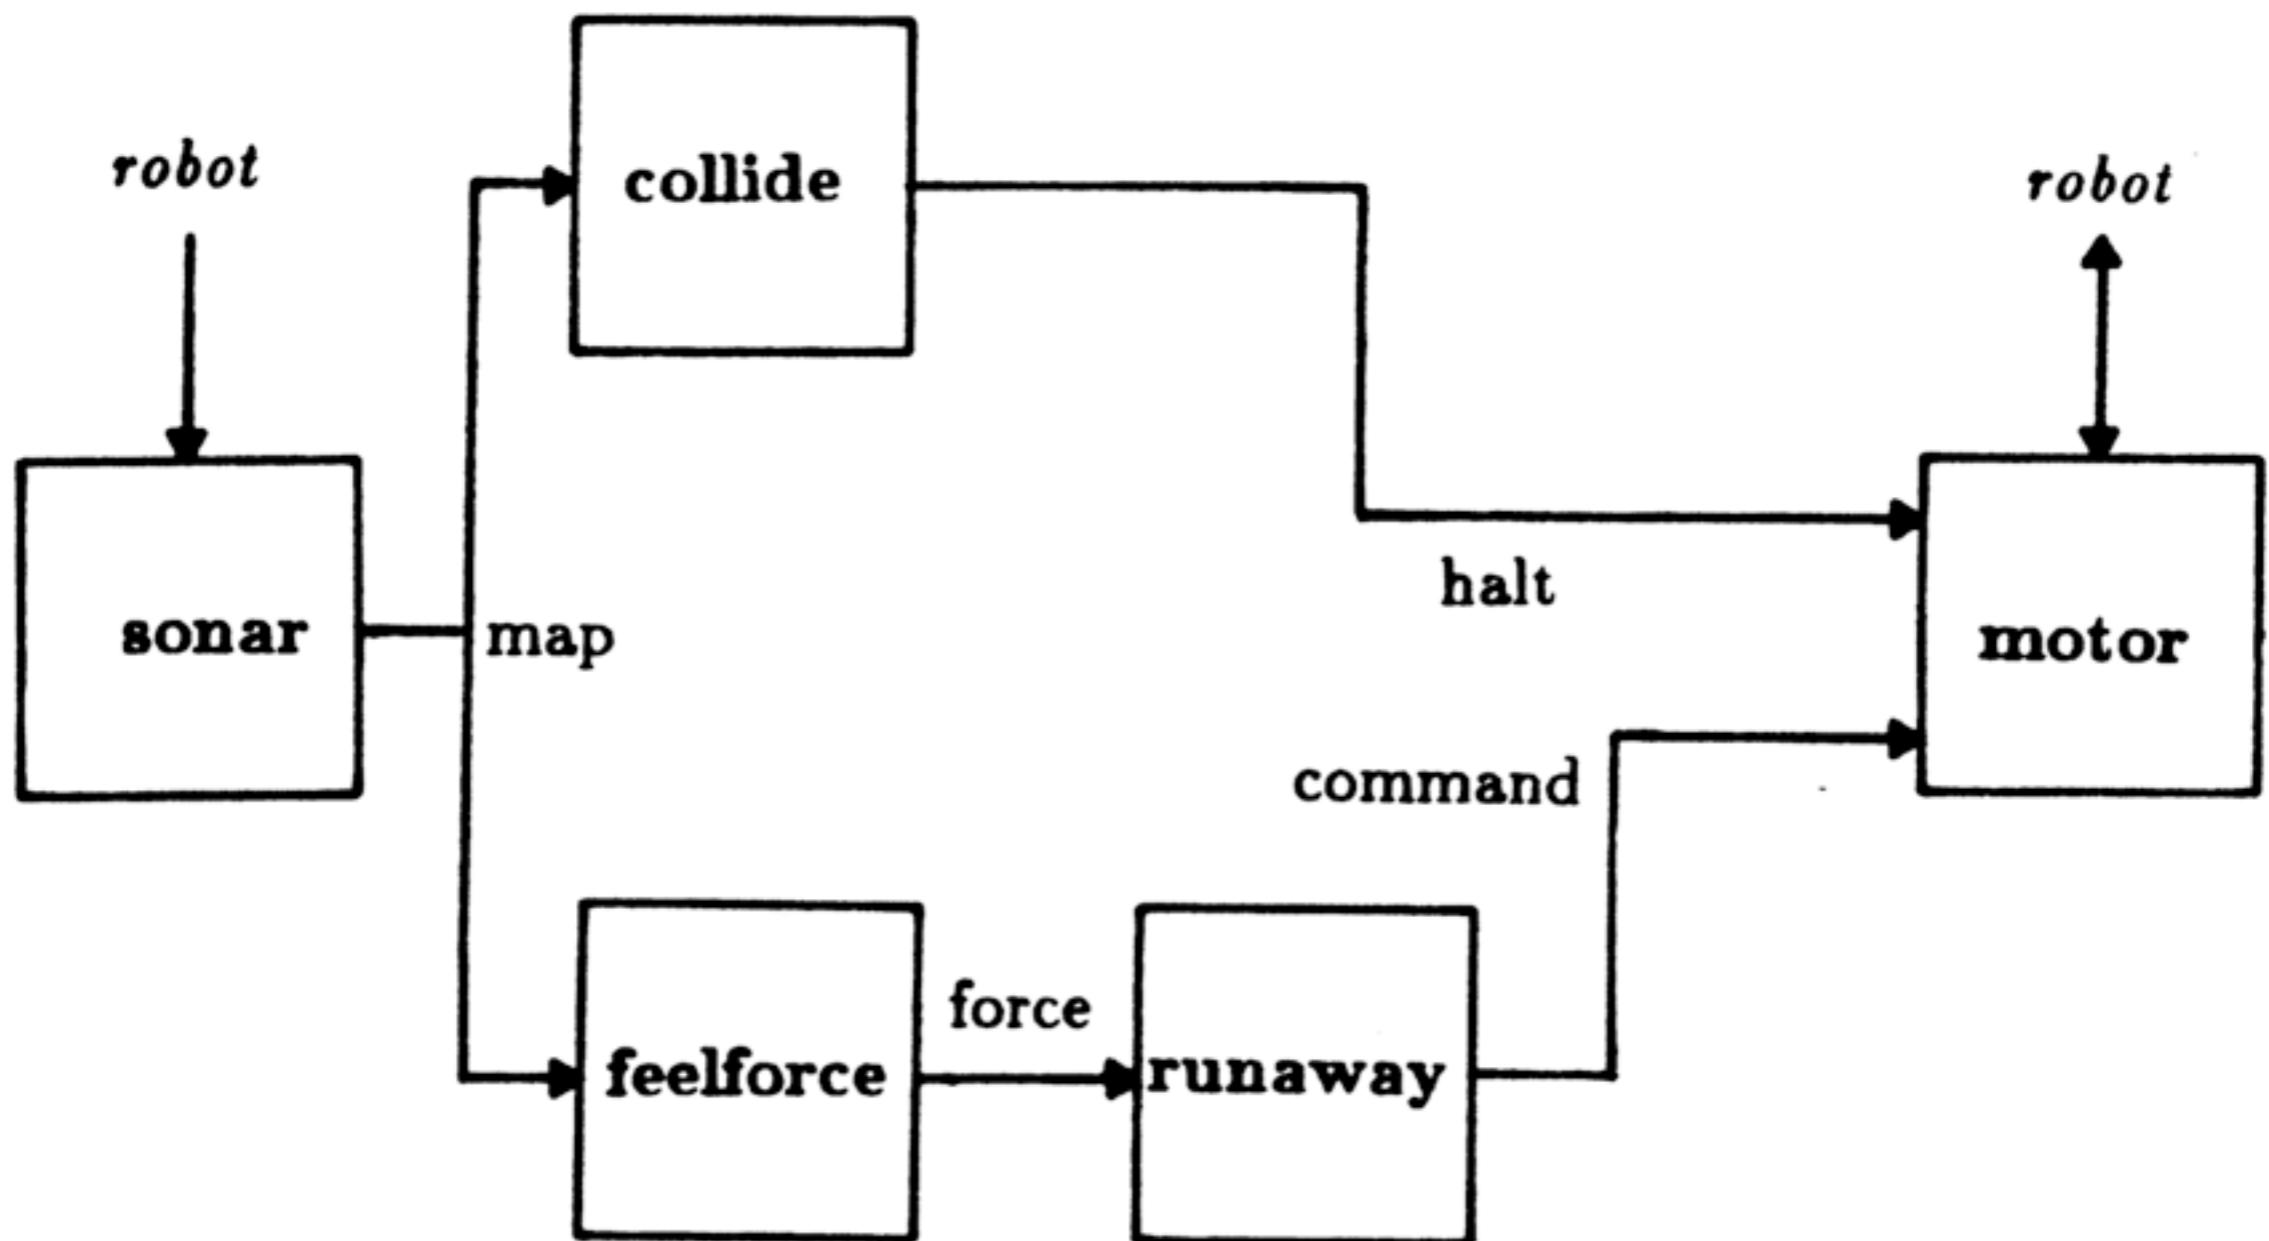 collide
robot
robot
halt
sonar
map
motor
command
force
feelforce
runaway